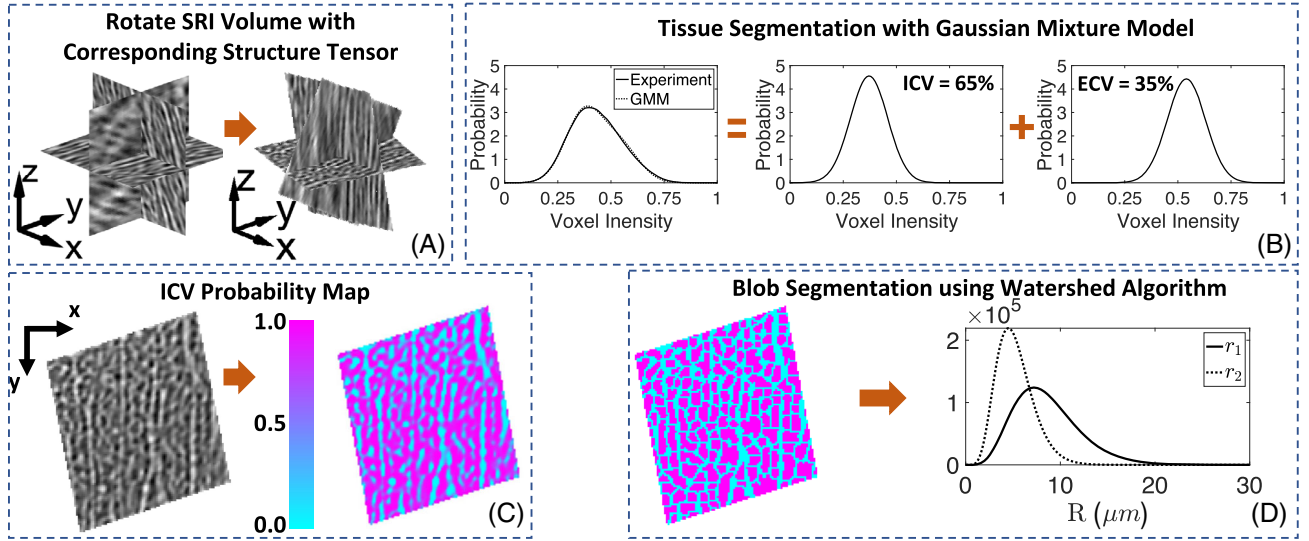 Rotate SRI Volume with
Corresponding Structure Tensor
z
y
x
z
y
x
(A)
Tissue Segmentation with Gaussian Mixture Model
Probability
5
4
3
2
1
0
0 0.25 0.5 0.75 1
Voxel Inensity
Experiment
GMM
=
Probability
5
4
3
2
1
0
0 0.25 0.5 0.75 1
Voxel Inensity
ICV = 65%
+
Probability
5
4
3
2
1
0
0 0.25 0.5 0.75 1
Voxel Inensity
ECV = 35%
(B)
ICV Probability Map
x
y
1.0
0.5
0.0
(C)
Blob Segmentation using Watershed Algorithm
×10⁵
2
1
0
0 10 20 30
R (μm)
r₁
r₂
(D)